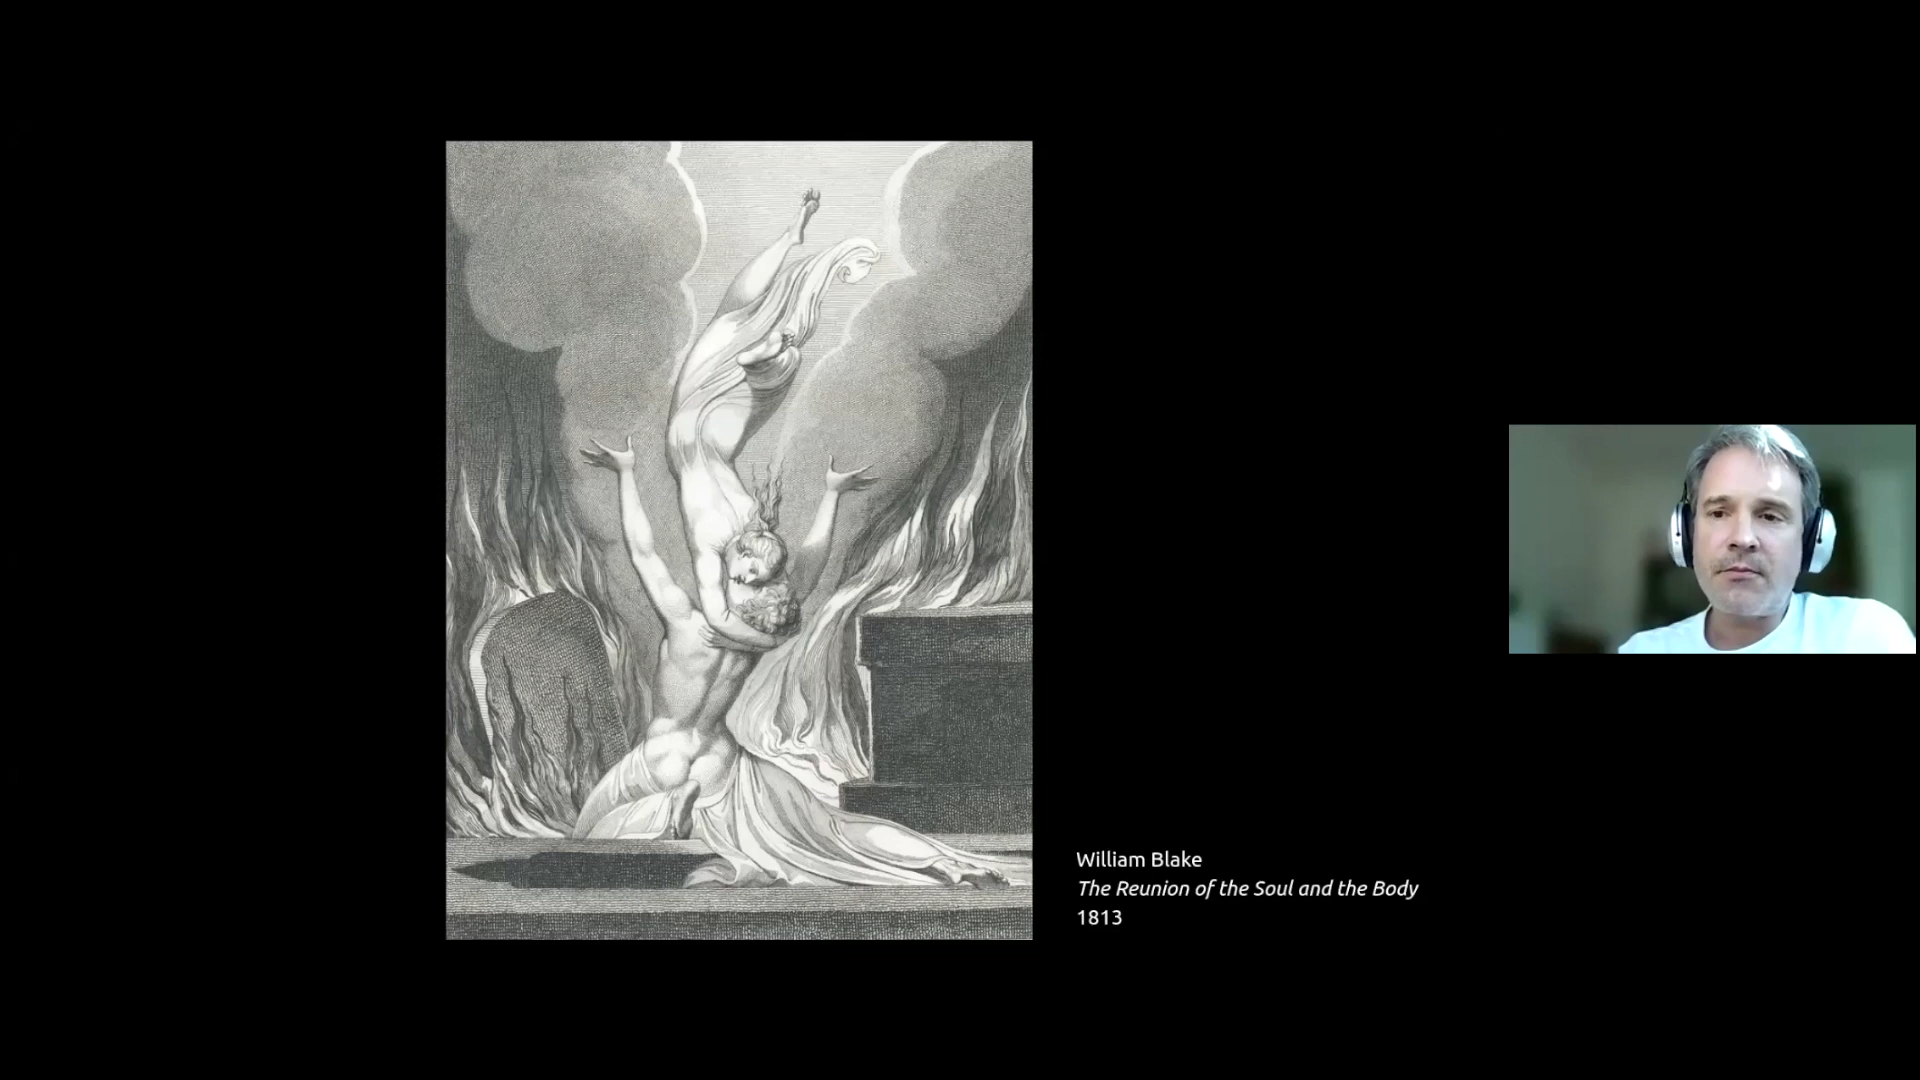 William Blake
The Reunion of the Soul and the Body
1813